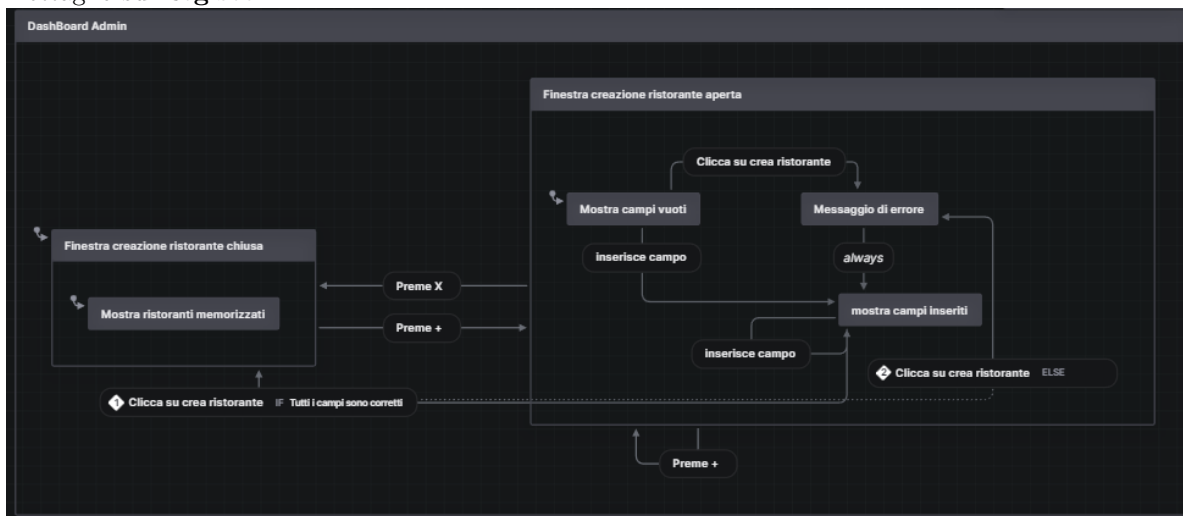 DashBoard Admin
Finestra creazione ristorante aperta
Clicca su crea ristorante
Mostra campi vuoti
Messaggio di errore
Finestra creazione ristorante chiusa
inserisce campo
always
Preme X
Mostra ristoranti memorizzati
mostra campi inseriti
Preme +
inserisce campo
2 Clicca su crea ristorante ELSE
1 Clicca su crea ristorante IF Tutti i campi sono corretti
Preme +